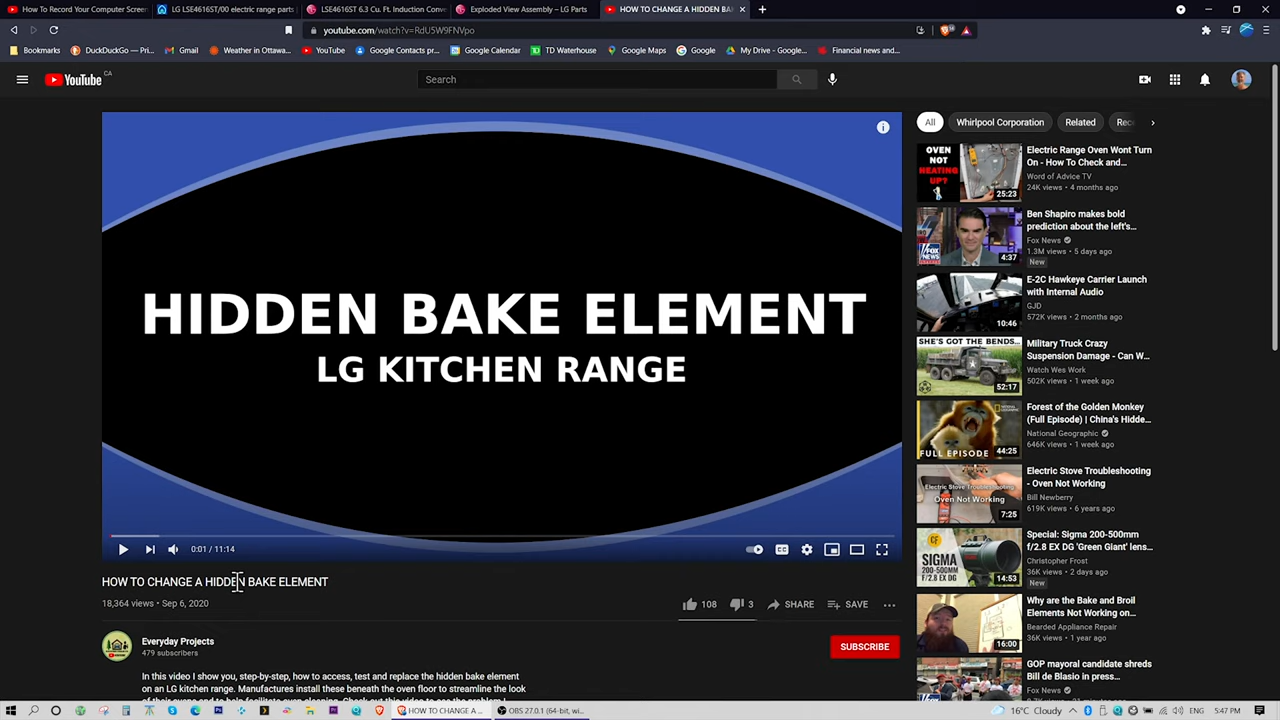 How To Record Your Computer Screen
LG LSE4616ST/00 electric range parts
LSE4616ST 6.3 Cu. Ft. Induction Conve
Exploded View Assembly – LG Parts
HOW TO CHANGE A HIDDEN BA
youtube.com/watch?v=RdU5W9FNVpo
Bookmarks
DuckDuckGo — Pri...
Gmail
Weather in Ottawa...
YouTube
Google Contacts pr...
Google Calendar
TD Waterhouse
Google Maps
Google
My Drive - Google...
Financial news and...
YouTube CA
Search
HIDDEN BAKE ELEMENT
LG KITCHEN RANGE
0:01 / 11:14
HOW TO CHANGE A HIDDEN BAKE ELEMENT
18,364 views • Sep 6, 2020
108
3
SHARE
SAVE
Everyday Projects
479 subscribers
SUBSCRIBE
In this video I show you, step by step, how to access, test and replace the hidden bake element
on an LG kitchen range. Manufactures install these beneath the oven floor to streamline the look
All
Whirlpool Corporation
Related
Rece
OVEN
NOT
HEATING
UP?
25:23
Electric Range Oven Wont Turn
On - How To Check and...
Word of Advice TV
24K views • 4 months ago
FOX
NEWS
4:37
Ben Shapiro makes bold
prediction about the left's...
Fox News
1.3M views • 5 days ago
New
10:46
E-2C Hawkeye Carrier Launch
with Internal Audio
GJD
572K views • 2 months ago
SHE'S GOT THE BENDS...
52:17
Military Truck Crazy
Suspension Damage - Can W...
Watch Wes Work
502K views • 1 week ago
FULL EPISODE
44:25
Forest of the Golden Monkey
(Full Episode) | China's Hidde...
National Geographic
646K views • 1 week ago
Electric Stove Troubleshooting
Oven Not Working
7:25
Electric Stove Troubleshooting
- Oven Not Working
Bill Newberry
619K views • 6 years ago
CF
SIGMA
200-500MM
F/2.8 EX DG
14:53
Special: Sigma 200-500mm
f/2.8 EX DG 'Green Giant' lens...
Christopher Frost
36K views • 2 days ago
New
16:00
Why are the Bake and Broil
Elements Not Working on...
Bearded Appliance Repair
36K views • 1 year ago
GOP mayoral candidate shreds
Bill de Blasio in press...
Fox News
HOW TO CHANGE A ...
OBS 27.0.1 (64-bit, wi...
16°C Cloudy
ENG
5:47 PM